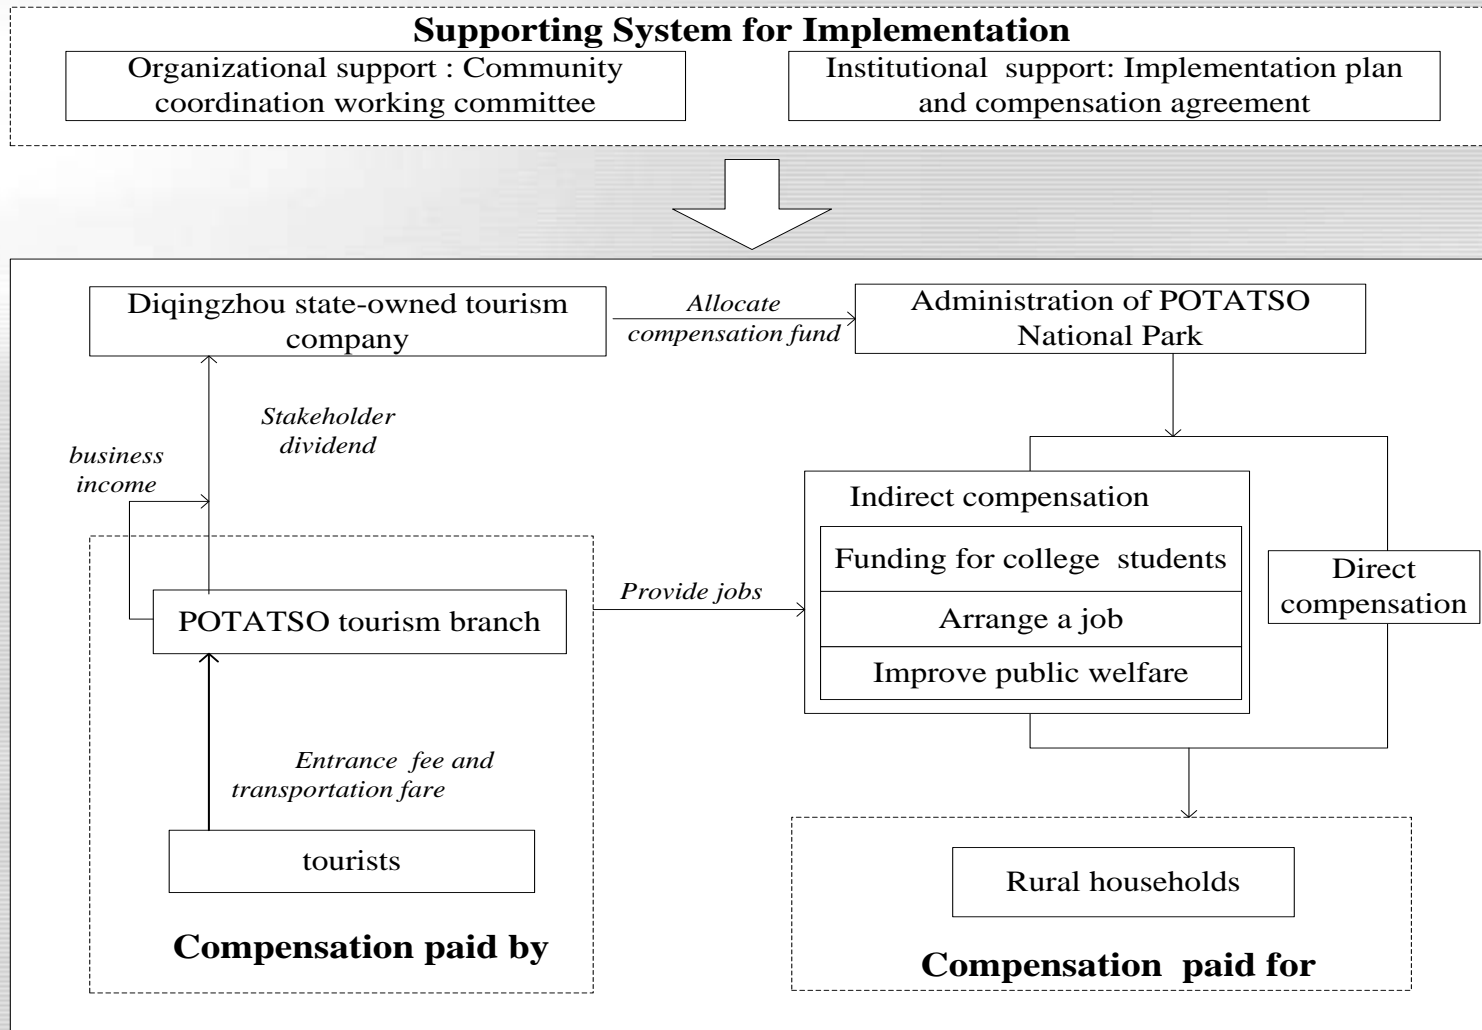 Supporting System for Implementation
Organizational support : Community
coordination working committee
Institutional support: Implementation plan
and compensation agreement
Diqingzhou state-owned tourism
company
Allocate
compensation fund
Administration of POTATSO
National Park
Stakeholder
dividend
business
income
Indirect compensation
Funding for college students
Arrange a job
Improve public welfare
Direct
compensation
Provide jobs
POTATSO tourism branch
Entrance fee and
transportation fare
tourists
Compensation paid by
Rural households
Compensation paid for